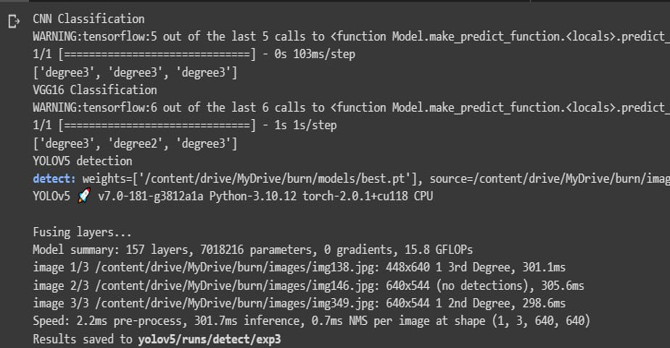 CNN Classification
WARNING:tensorflow:5 out of the last 5 calls to <function Model.make_predict_function.<locals>.predict_
1/1 [==============================] - 0s 103ms/step
['degree3', 'degree3', 'degree3']
VGG16 Classification
WARNING:tensorflow:6 out of the last 6 calls to <function Model.make_predict_function.<locals>.predict_
1/1 [==============================] - 1s 1s/step
['degree3', 'degree2', 'degree3']
YOLOV5 detection
detect: weights=['/content/drive/MyDrive/burn/models/best.pt'], source=/content/drive/MyDrive/burn/imag
YOLOv5 🚀 v7.0-181-g3812a1a Python-3.10.12 torch-2.0.1+cu118 CPU
Fusing layers...
Model summary: 157 layers, 7018216 parameters, 0 gradients, 15.8 GFLOPs
image 1/3 /content/drive/MyDrive/burn/images/img138.jpg: 448x640 1 3rd Degree, 301.1ms
image 2/3 /content/drive/MyDrive/burn/images/img146.jpg: 640x544 (no detections), 305.6ms
image 3/3 /content/drive/MyDrive/burn/images/img349.jpg: 640x544 1 2nd Degree, 298.6ms
Speed: 2.2ms pre-process, 301.7ms inference, 0.7ms NMS per image at shape (1, 3, 640, 640)
Results saved to yolov5/runs/detect/exp3